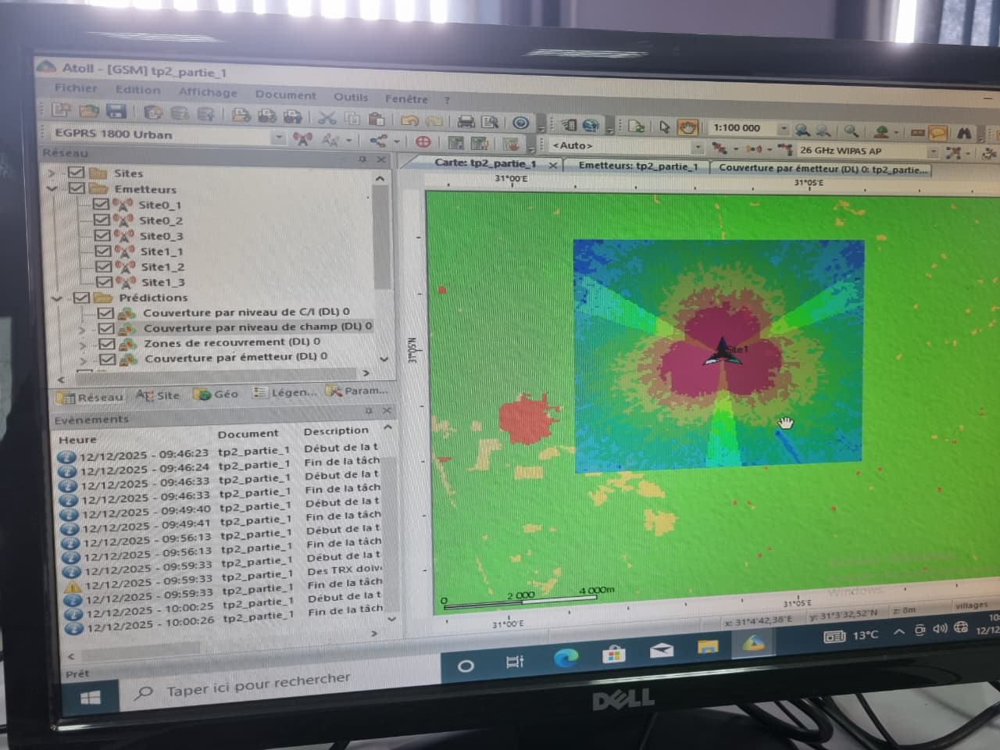 Atoll - [GSM] tp2_partie_1
Fichier Edition Affichage Document Outils Fenêtre ?
1:100 000
EGPRS 1800 Urban
<Auto>
26 GHz WIPAS AP
Réseau
Carte: tp2_partie_1
Emetteurs: tp2_partie_1
Couverture par émetteur (DL) 0: tp2_partie...
Sites
Emetteurs
Site0_1
Site0_2
Site0_3
Site1_1
Site1_2
Site1_3
Prédictions
Couverture par niveau de C/I (DL) 0
Couverture par niveau de champ (DL) 0
Zones de recouvrement (DL) 0
Couverture par émetteur (DL) 0
Réseau Site Géo Légen... Param...
Evénements
Heure Document Description
12/12/2025 - 09:46:23 tp2_partie_1 Début de la t
12/12/2025 - 09:46:24 tp2_partie_1 Fin de la tâch
12/12/2025 - 09:46:33 tp2_partie_1 Début de la t
12/12/2025 - 09:46:33 tp2_partie_1 Fin de la tâch
12/12/2025 - 09:49:40 tp2_partie_1 Début de la t
12/12/2025 - 09:49:41 tp2_partie_1 Fin de la tâch
12/12/2025 - 09:56:13 tp2_partie_1 Début de la t
12/12/2025 - 09:56:13 tp2_partie_1 Fin de la tâch
12/12/2025 - 09:59:33 tp2_partie_1 Début de la t
12/12/2025 - 09:59:33 tp2_partie_1 Des TRX doiv
12/12/2025 - 09:59:33 tp2_partie_1 Fin de la tâch
12/12/2025 - 10:00:25 tp2_partie_1 Début de la t
12/12/2025 - 10:00:26 tp2_partie_1 Fin de la tâch
31°00'E
31°05'E
Site1
0 2 000 4 000m
31°00'E
31°05'E
Windows.
x: 31°4'42,38"E y: 31°3'32,52"N z: 8m villages
Prêt
Taper ici pour rechercher
13°C
10:
12/12
DELL